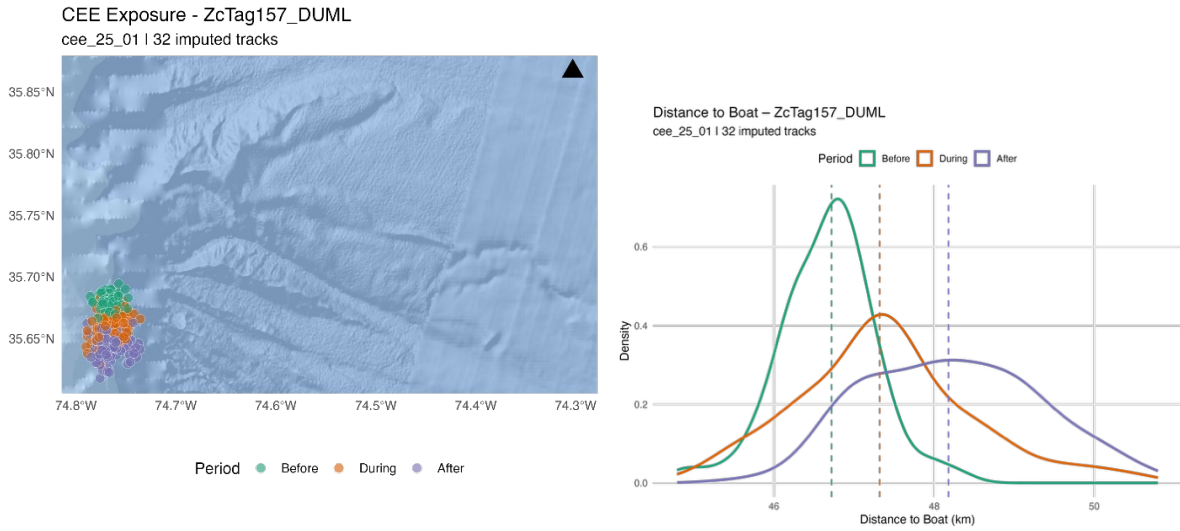 CEE Exposure - ZcTag157_DUML
cee_25_01 | 32 imputed tracks
35.85°N
35.80°N
35.75°N
35.70°N
35.65°N
74.8°W 74.7°W 74.6°W 74.5°W 74.4°W 74.3°W
Period Before During After
Distance to Boat – ZcTag157_DUML
cee_25_01 | 32 imputed tracks
Period Before During After
Density
0.6
0.4
0.2
0.0
46 48 50
Distance to Boat (km)